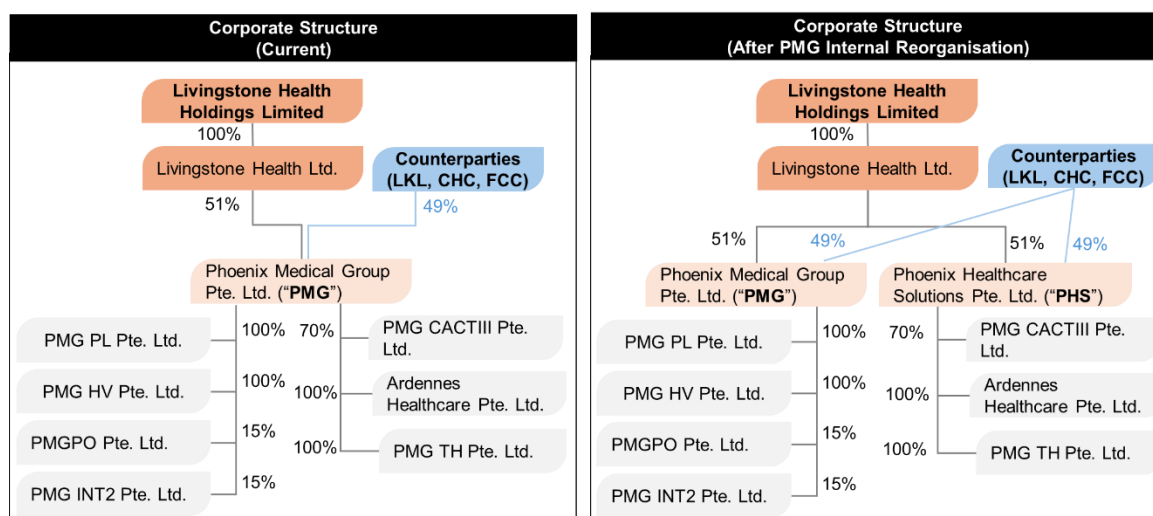 Corporate Structure
(Current)
Livingstone Health
Holdings Limited
100%
Livingstone Health Ltd.
Counterparties
(LKL, CHC, FCC)
51%
49%
Phoenix Medical Group
Pte. Ltd. (“PMG”)
PMG PL Pte. Ltd.
100%
70%
PMG CACTIII Pte.
Ltd.
PMG HV Pte. Ltd.
100%
100%
Ardennes
Healthcare Pte. Ltd.
PMGPO Pte. Ltd.
15%
100%
PMG TH Pte. Ltd.
PMG INT2 Pte. Ltd.
15%
Corporate Structure
(After PMG Internal Reorganisation)
Livingstone Health
Holdings Limited
100%
Livingstone Health Ltd.
Counterparties
(LKL, CHC, FCC)
51%
49%
51%
49%
Phoenix Medical Group
Pte. Ltd. (“PMG”)
Phoenix Healthcare
Solutions Pte. Ltd. (“PHS”)
PMG PL Pte. Ltd.
100%
70%
PMG CACTIII Pte.
Ltd.
PMG HV Pte. Ltd.
100%
100%
Ardennes
Healthcare Pte. Ltd.
PMGPO Pte. Ltd.
15%
100%
PMG TH Pte. Ltd.
PMG INT2 Pte. Ltd.
15%